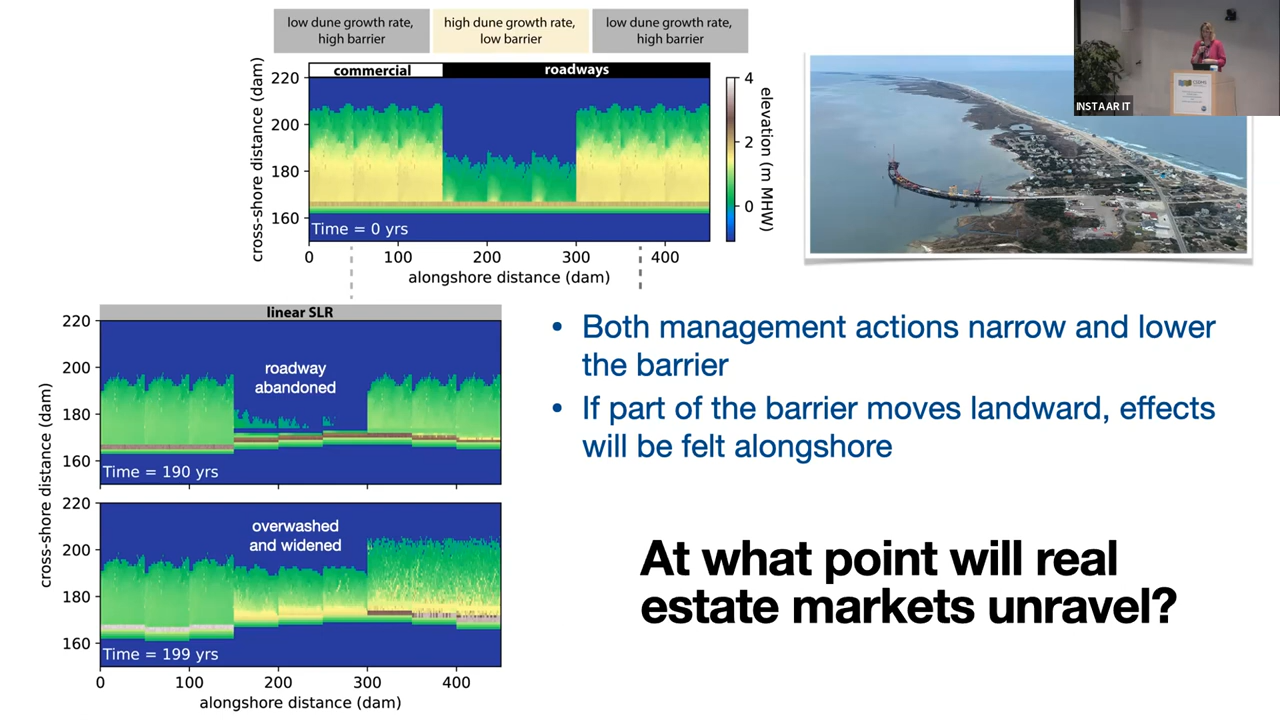 low dune growth rate,
high barrier
high dune growth rate,
low barrier
low dune growth rate,
high barrier
commercial
roadways
220
200
180
160
cross-shore distance (dam)
Time = 0 yrs
0
100
200
300
400
alongshore distance (dam)
4
2
0
elevation (m MHW)
INSTAAR IT
linear SLR
220
200
180
160
cross-shore distance (dam)
roadway
abandoned
Time = 190 yrs
220
200
180
160
cross-shore distance (dam)
overwashed
and widened
Time = 199 yrs
0
100
200
300
400
alongshore distance (dam)
• Both management actions narrow and lower
the barrier
• If part of the barrier moves landward, effects
will be felt alongshore
At what point will real
estate markets unravel?